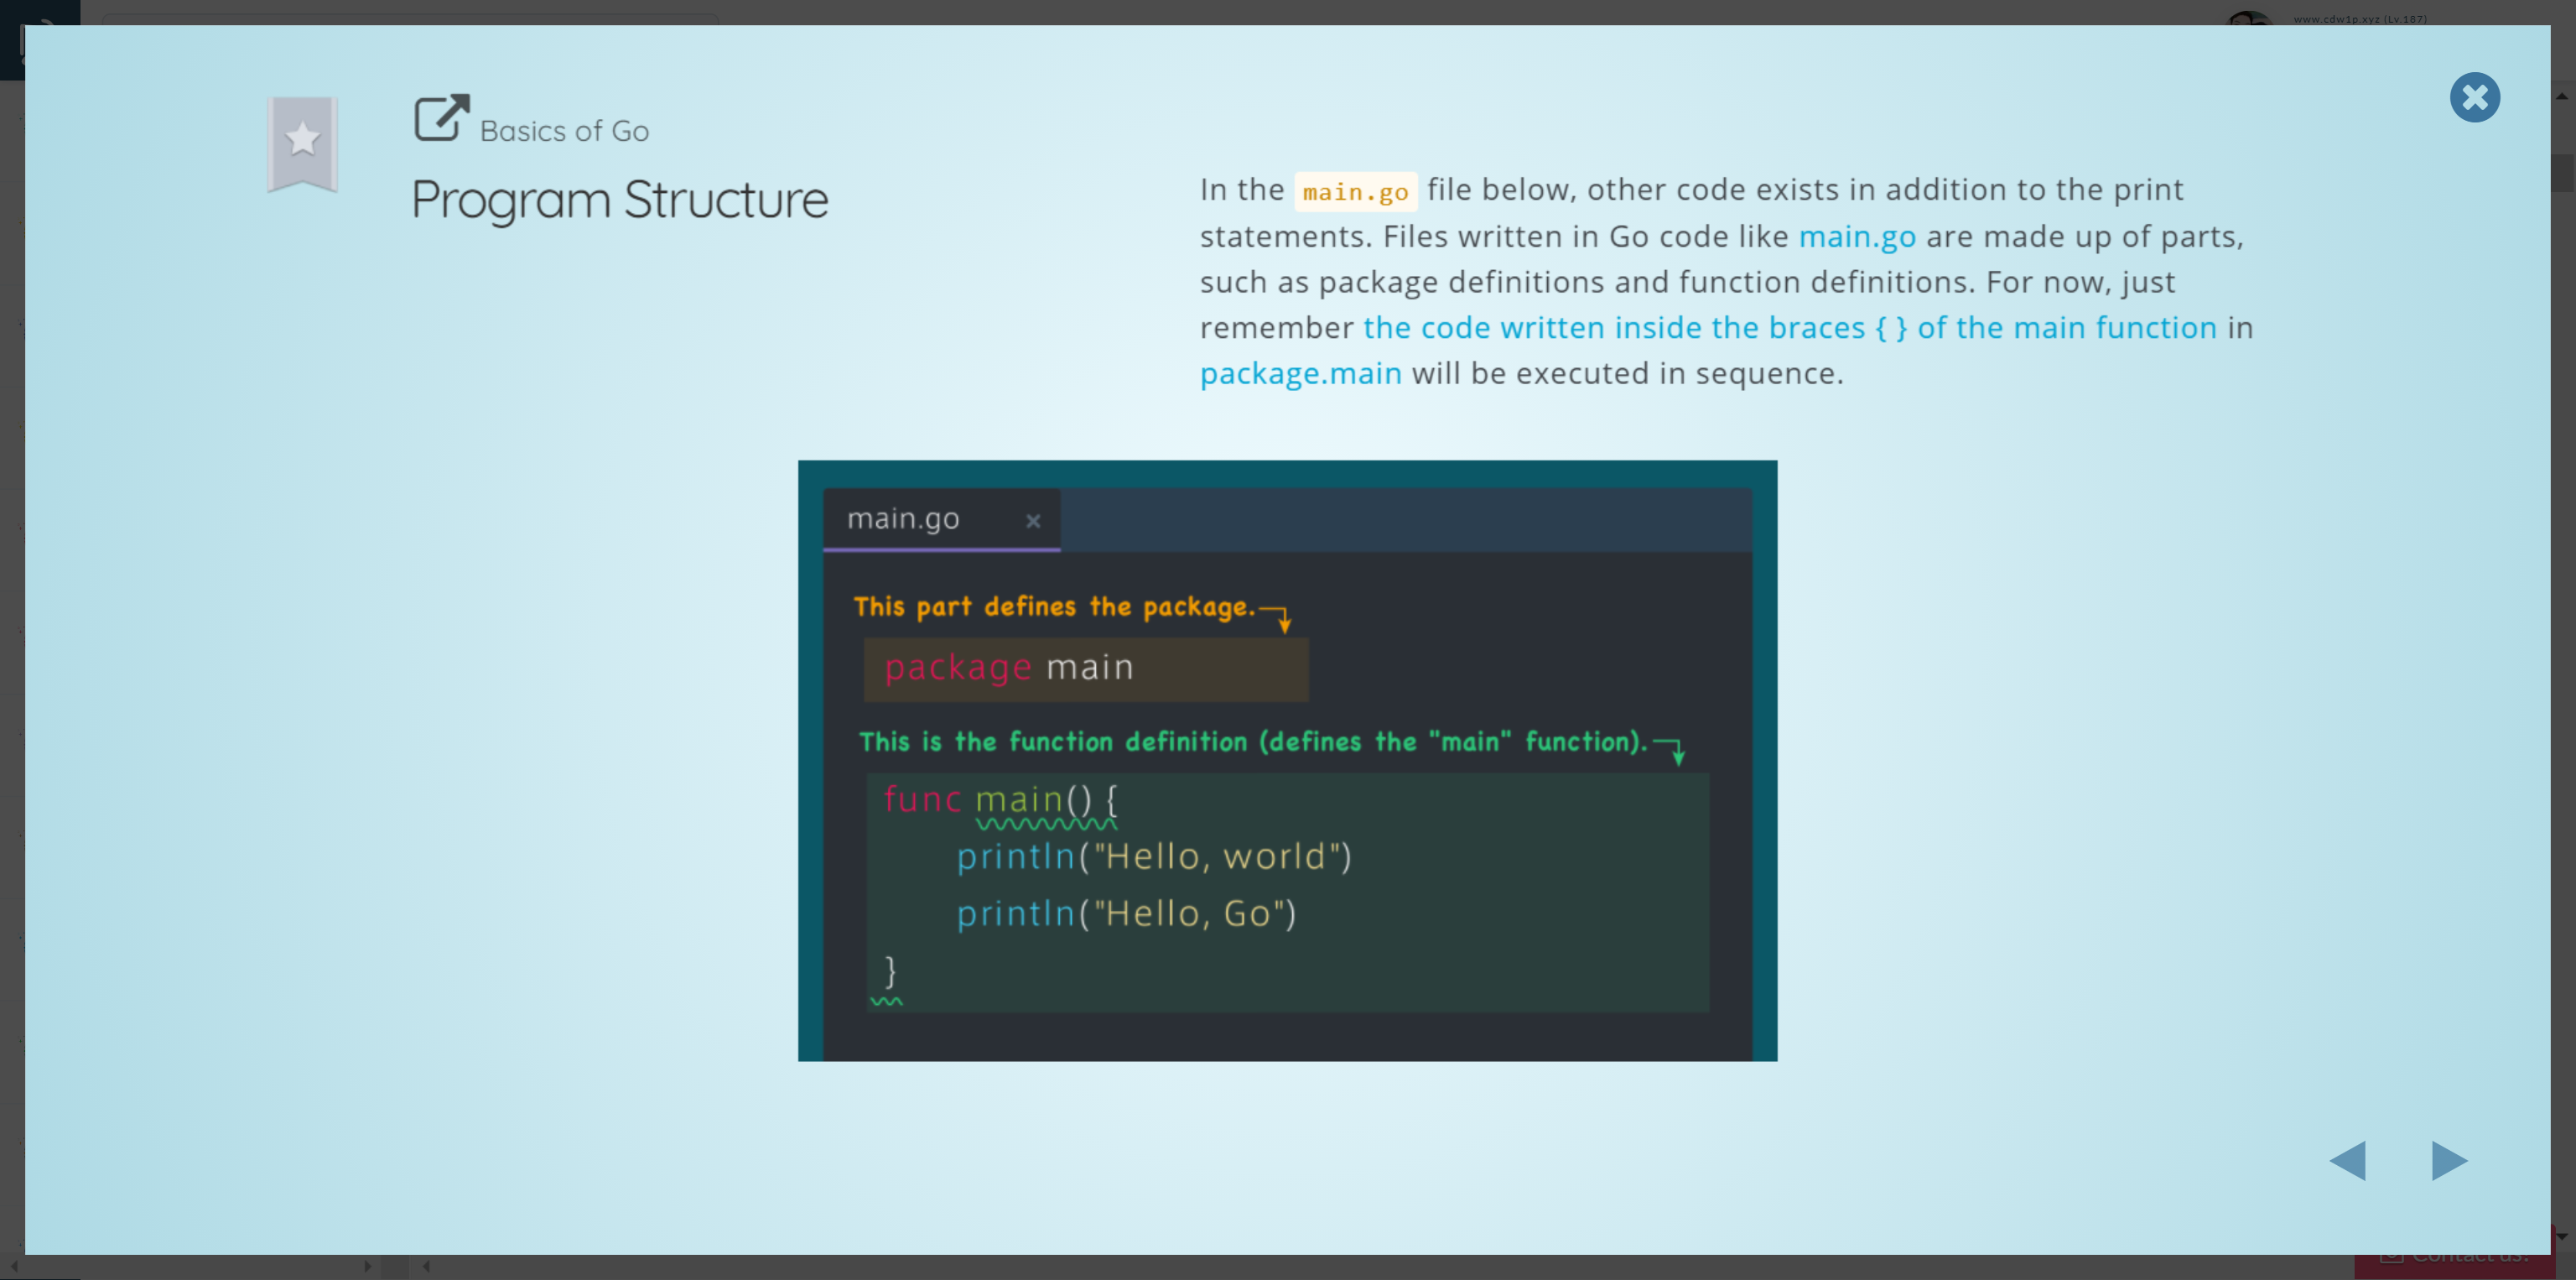 www.cdw1p.xyz (Lv.187)
Basics of Go
Program Structure
In the main.go file below, other code exists in addition to the print
statements. Files written in Go code like main.go are made up of parts,
such as package definitions and function definitions. For now, just
remember the code written inside the braces { } of the main function in
package.main will be executed in sequence.
main.go ×
This part defines the package.
package main
This is the function definition (defines the "main" function).
func main() {
println("Hello, world")
println("Hello, Go")
}
Contact us!